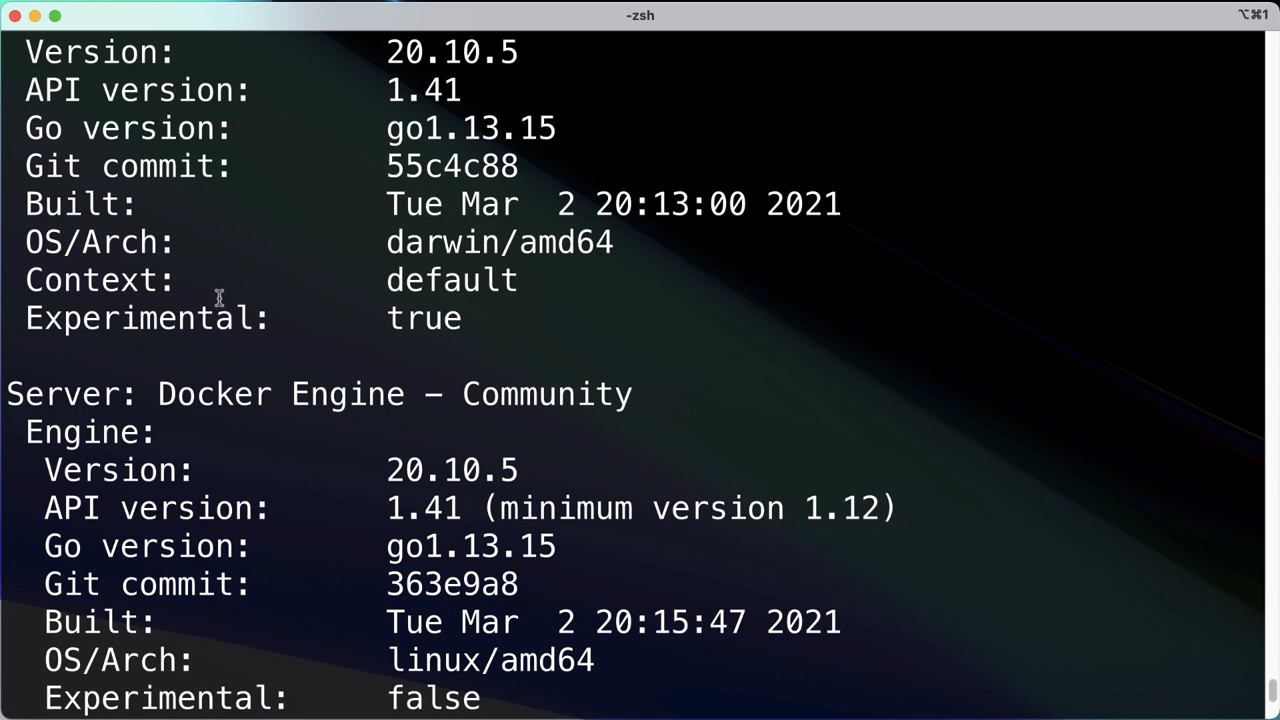 -zsh
⌥⌘1
Version: 20.10.5
API version: 1.41
Go version: go1.13.15
Git commit: 55c4c88
Built: Tue Mar  2 20:13:00 2021
OS/Arch: darwin/amd64
Context: default
Experimental: true
Server: Docker Engine - Community
Engine:
Version: 20.10.5
API version: 1.41 (minimum version 1.12)
Go version: go1.13.15
Git commit: 363e9a8
Built: Tue Mar  2 20:15:47 2021
OS/Arch: linux/amd64
Experimental: false